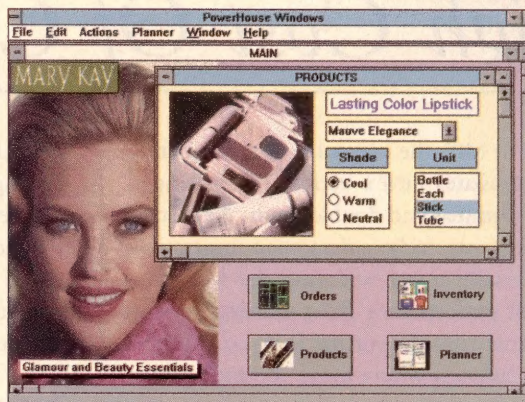 PowerHouse Windows
File Edit Actions Planner Window Help
MAIN
MARY KAY
PRODUCTS
Lasting Color Lipstick
Mauve Elegance
Shade
Unit
Cool
Warm
Neutral
Bottle
Each
Stick
Tube
Orders
Inventory
Products
Planner
Glamour and Beauty Essentials